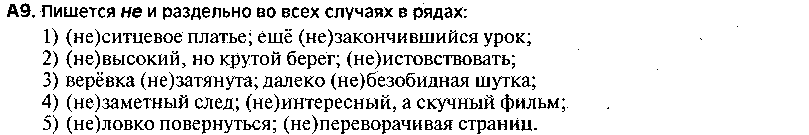 А9. Пишется не и раздельно во всех случаях в рядах:
1) (не)ситцевое платье; ещё (не)закончившийся урок;
2) (не)высокий, но крутой берег; (не)истовствовать;
3) верёвка (не)затянута; далеко (не)безобидная шутка;
4) (не)заметный след; (не)интересный, а скучный фильм;
5) (не)ловко повернуться; (не)переворачивая страниц.